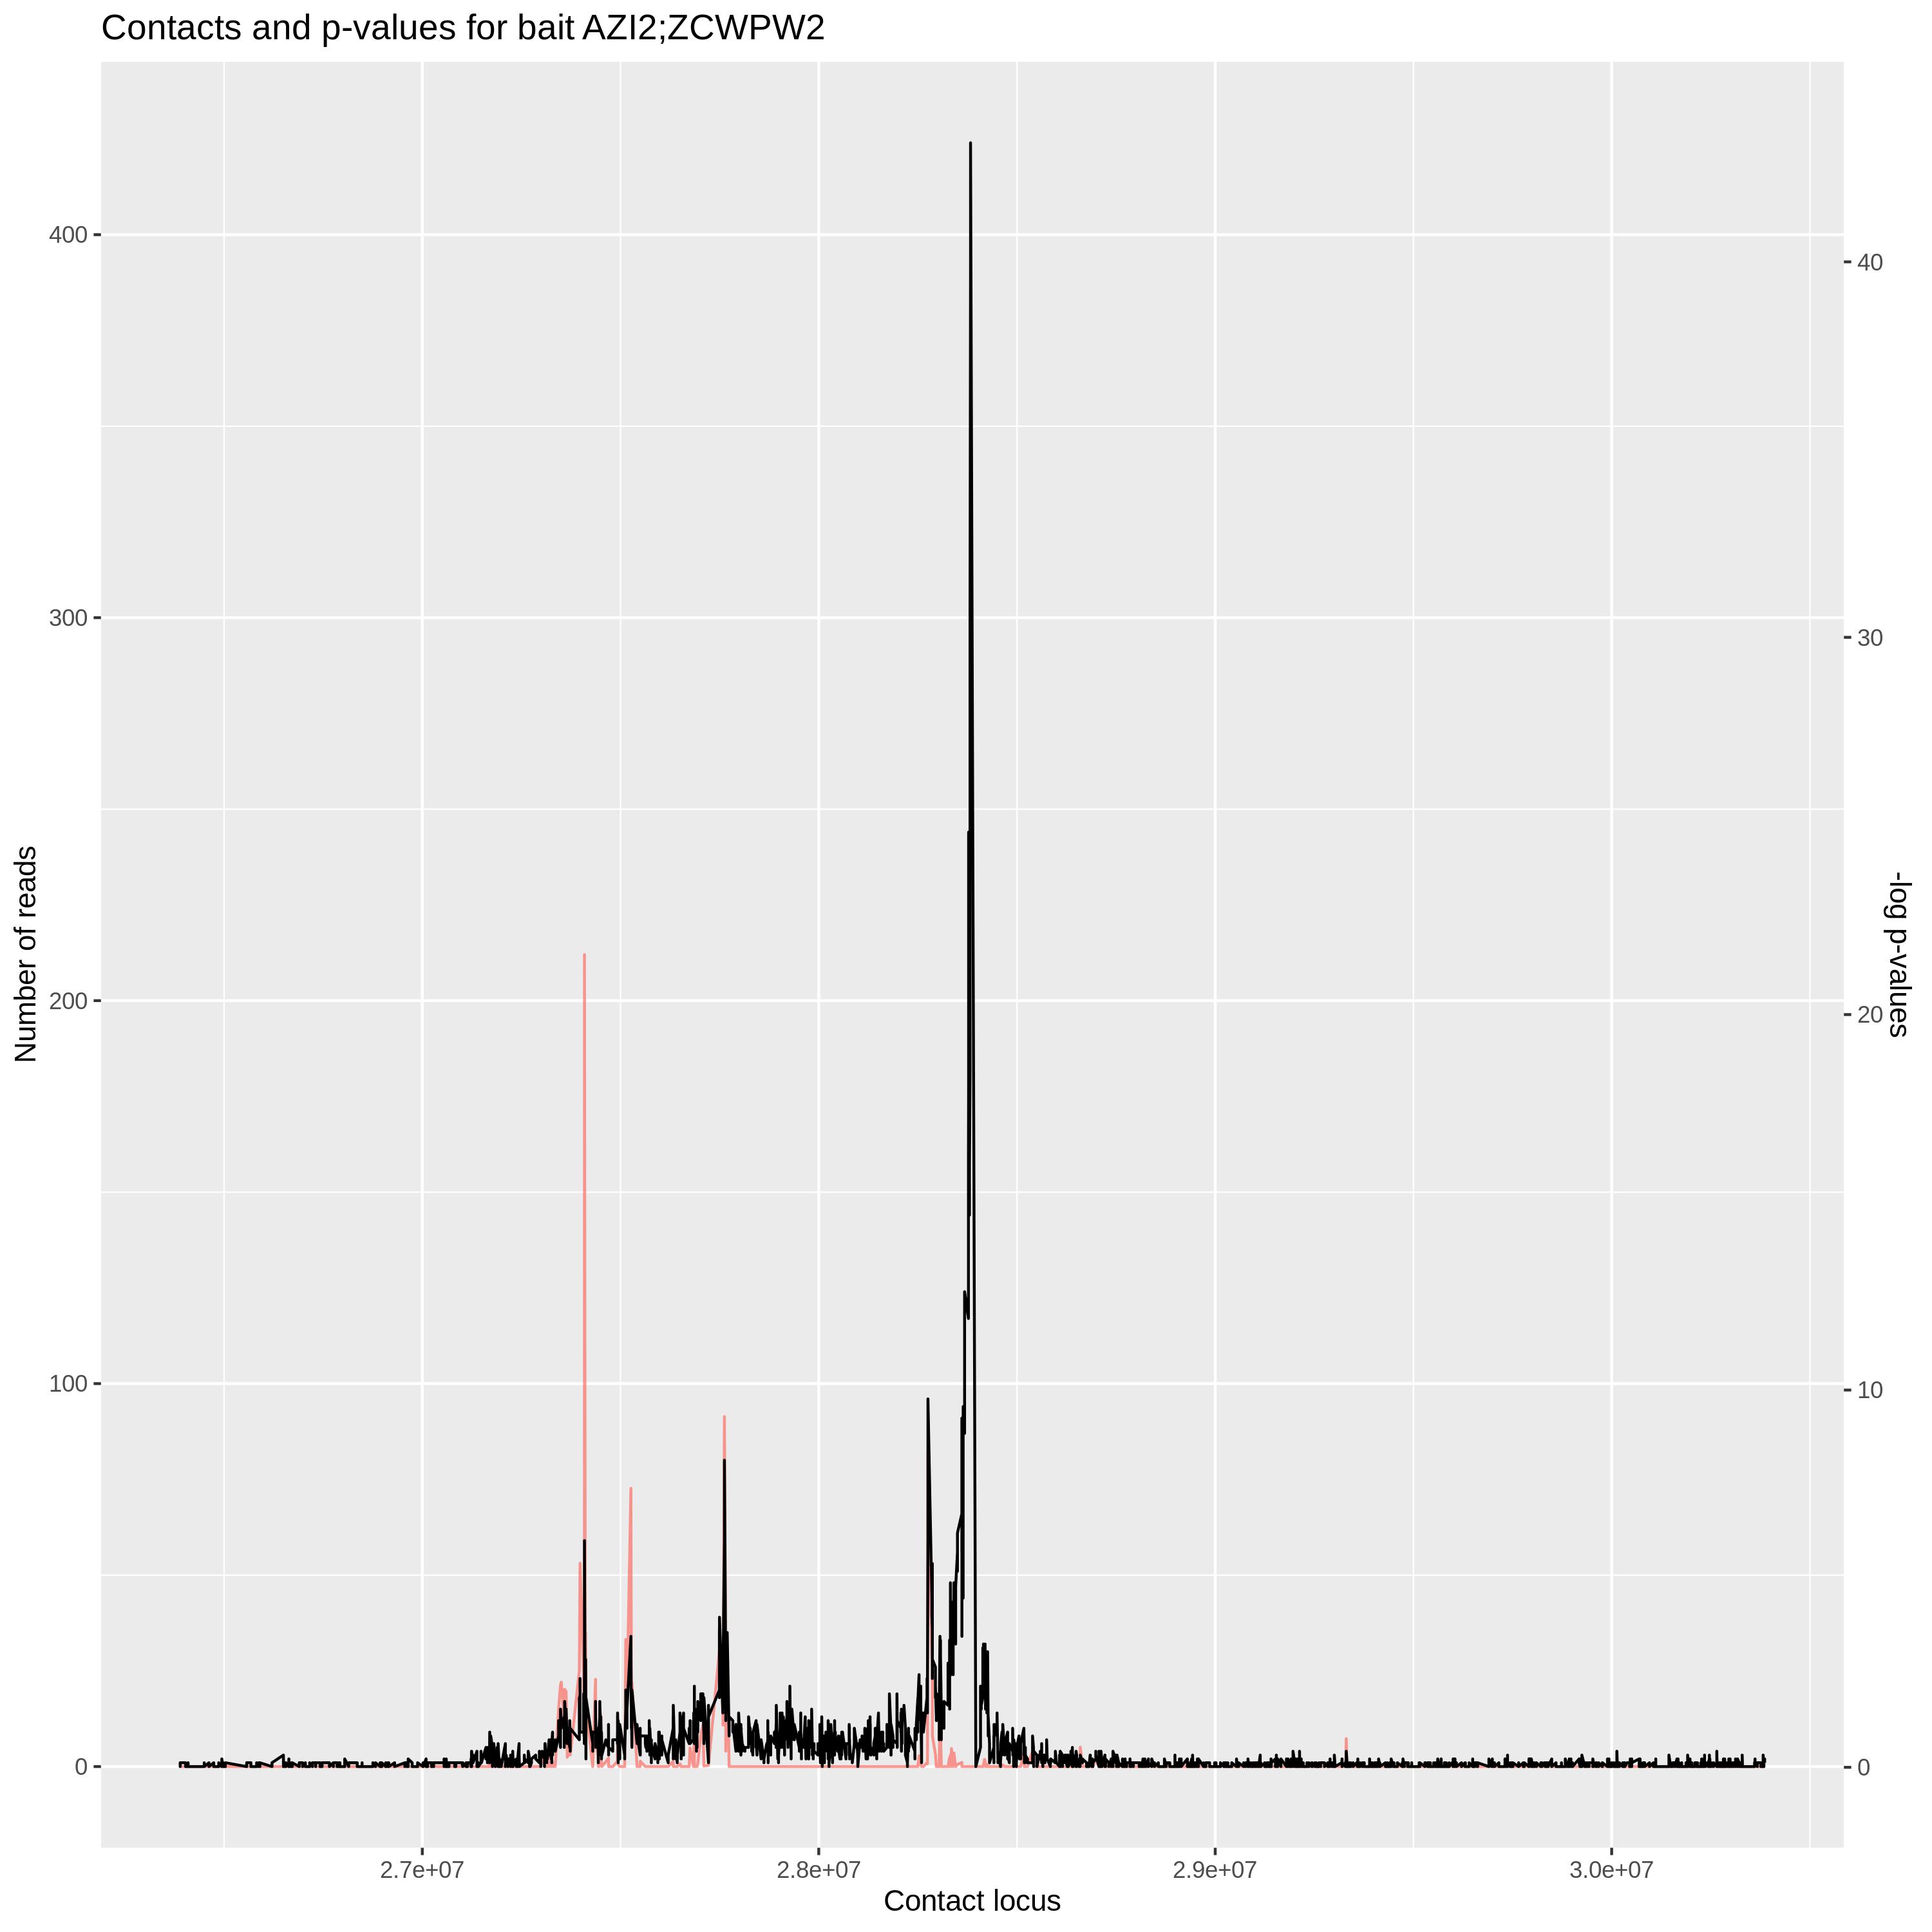 Contacts and p-values for bait AZI2;ZCWPW2
400
300
200
100
0
Number of reads
40
30
20
10
0
-log p-values
2.7e+07
2.8e+07
2.9e+07
3.0e+07
Contact locus